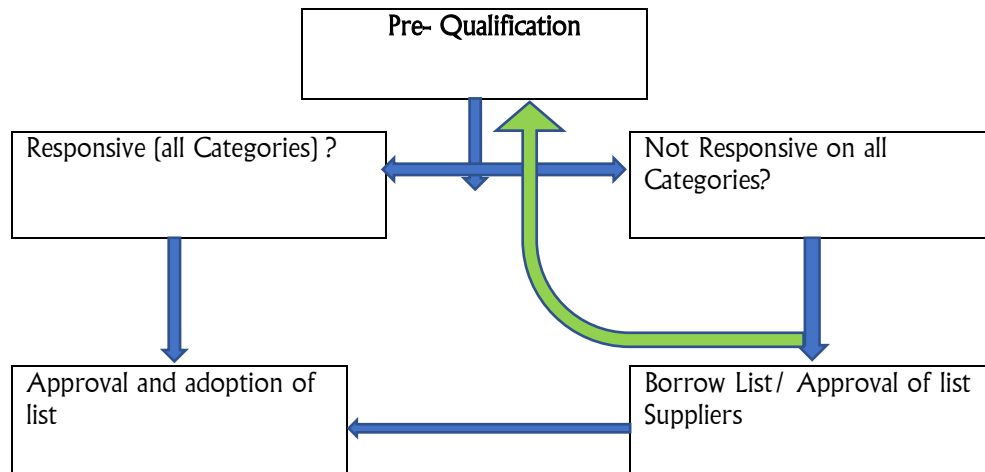 Pre- Qualification
Responsive (all Categories) ?
Not Responsive on all
Categories?
Approval and adoption of
list
Borrow List/ Approval of list
Suppliers